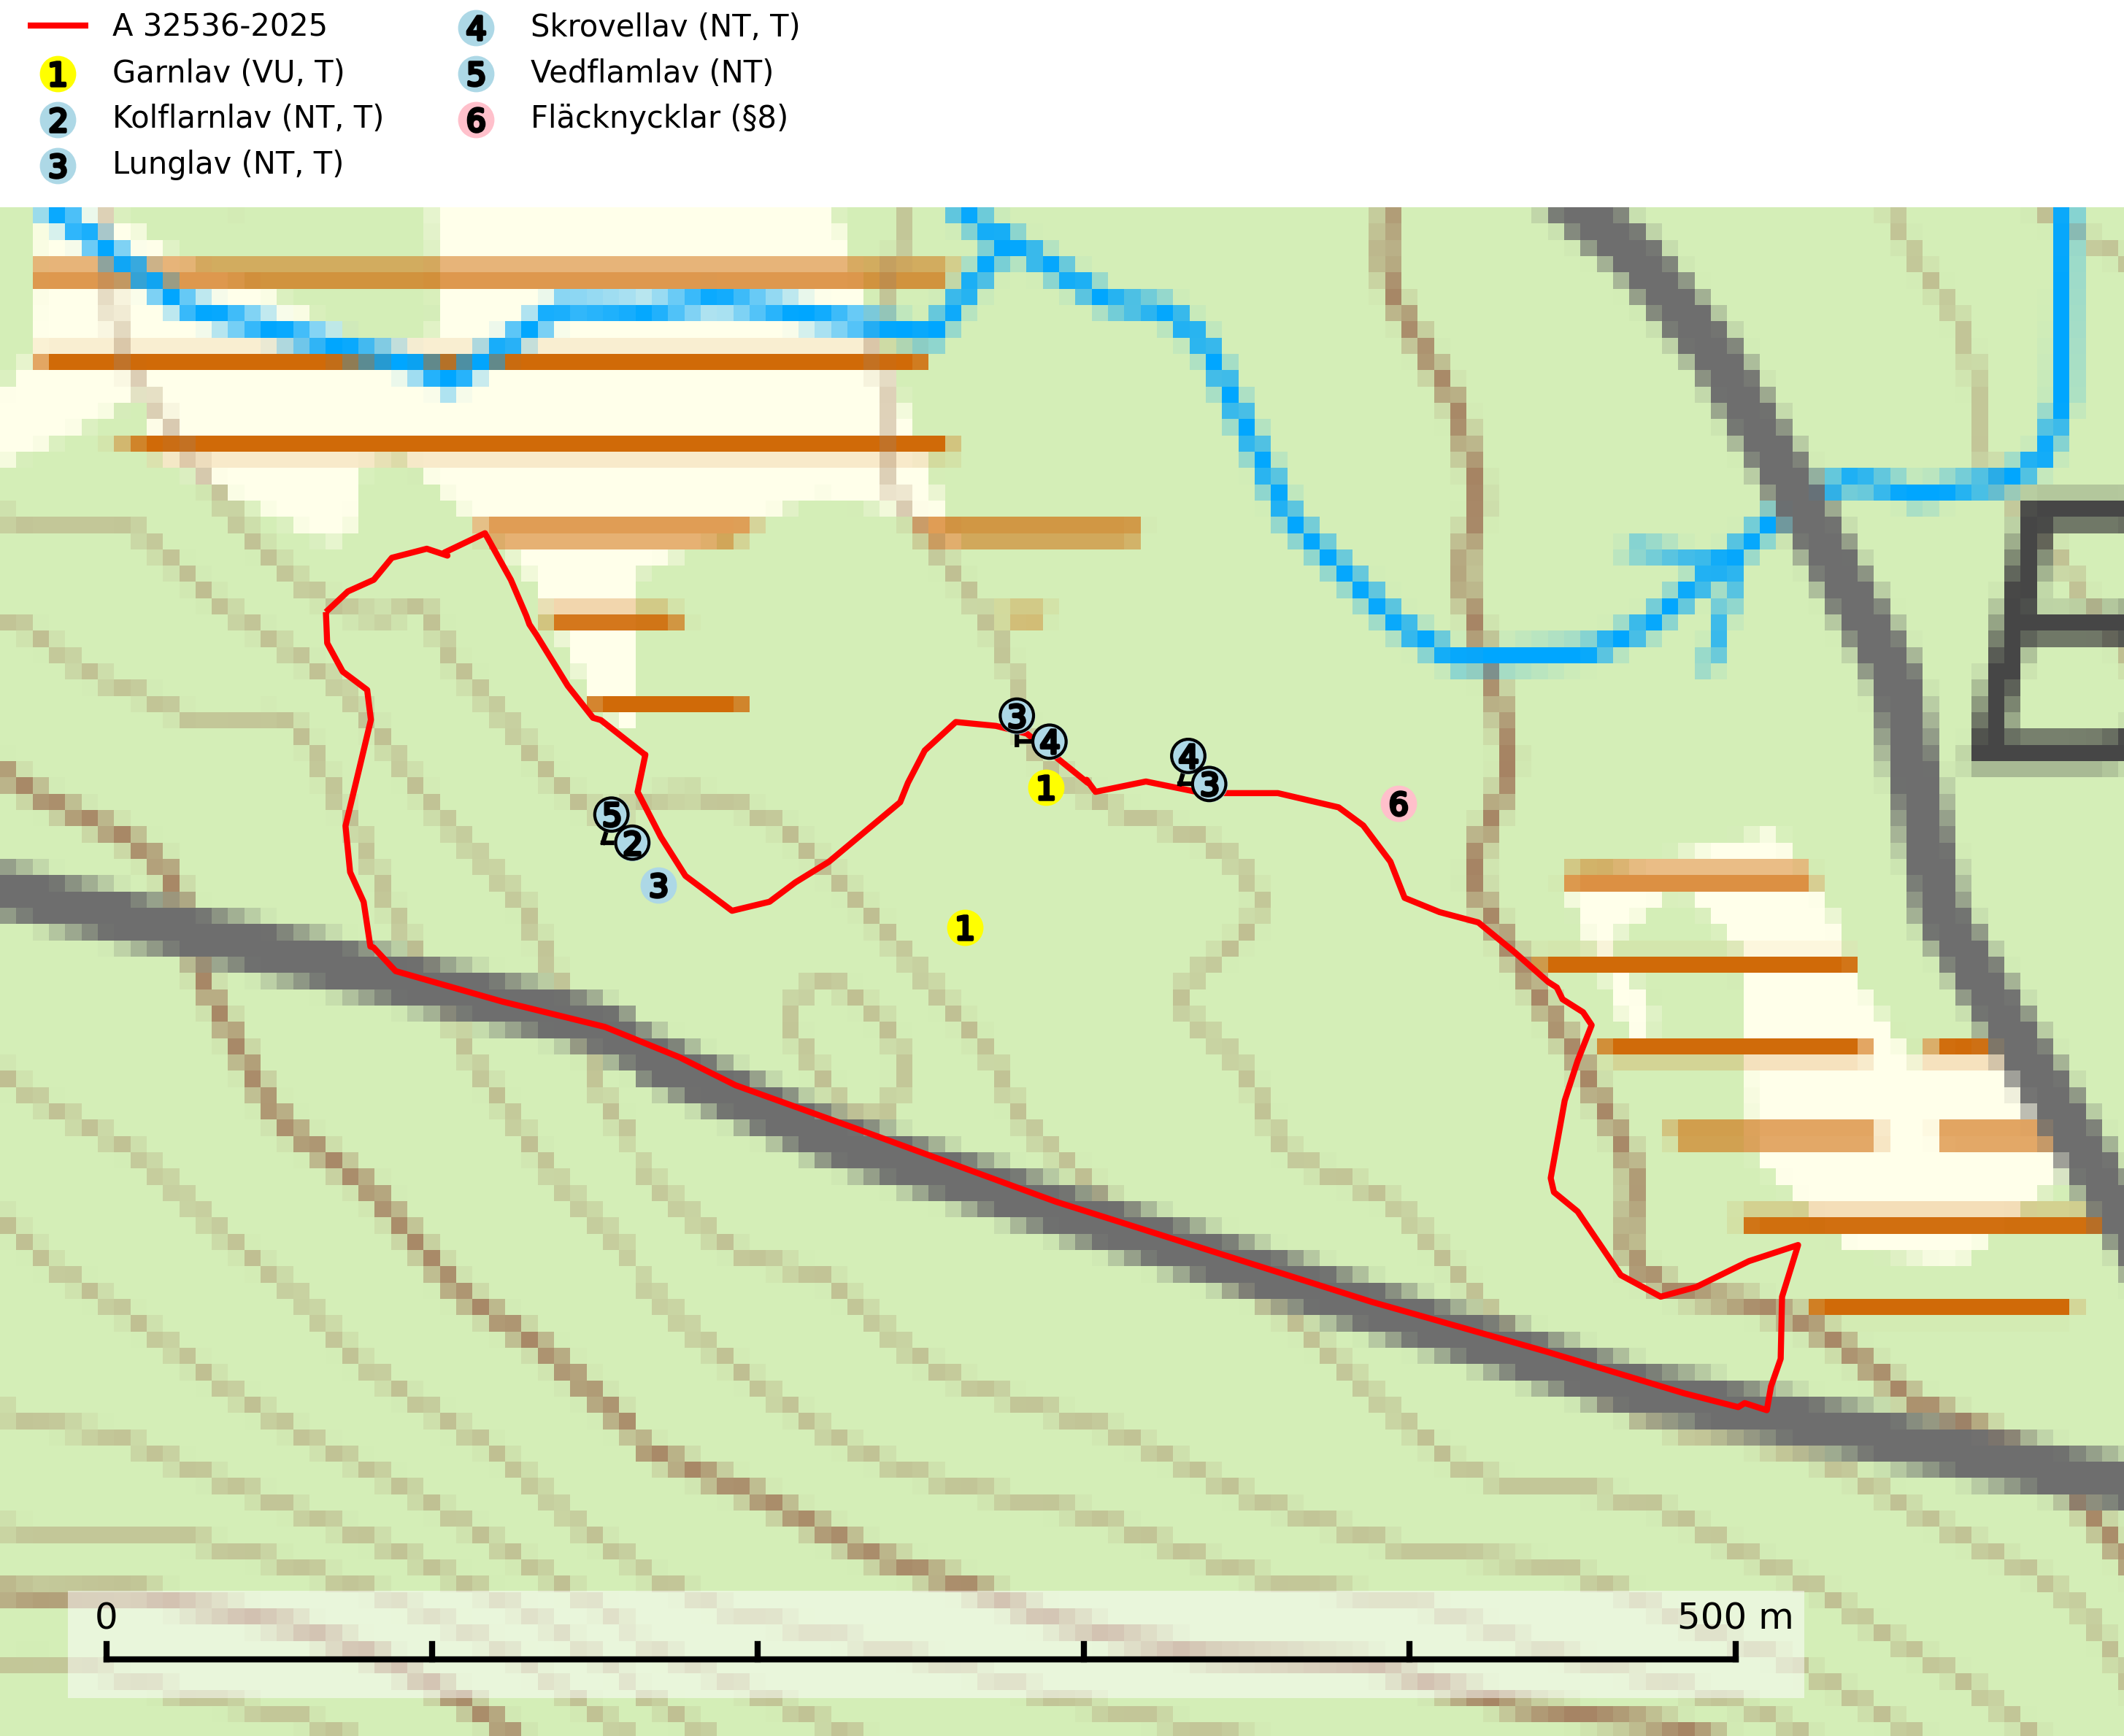 A 32536-2025
1 Garnlav (VU, T)
2 Kolflarnlav (NT, T)
3 Lunglav (NT, T)
4 Skrovellav (NT, T)
5 Vedflamlav (NT)
6 Fläcknycklar (§8)
3
4
4
3
1
6
5
2
3
1
0 500 m